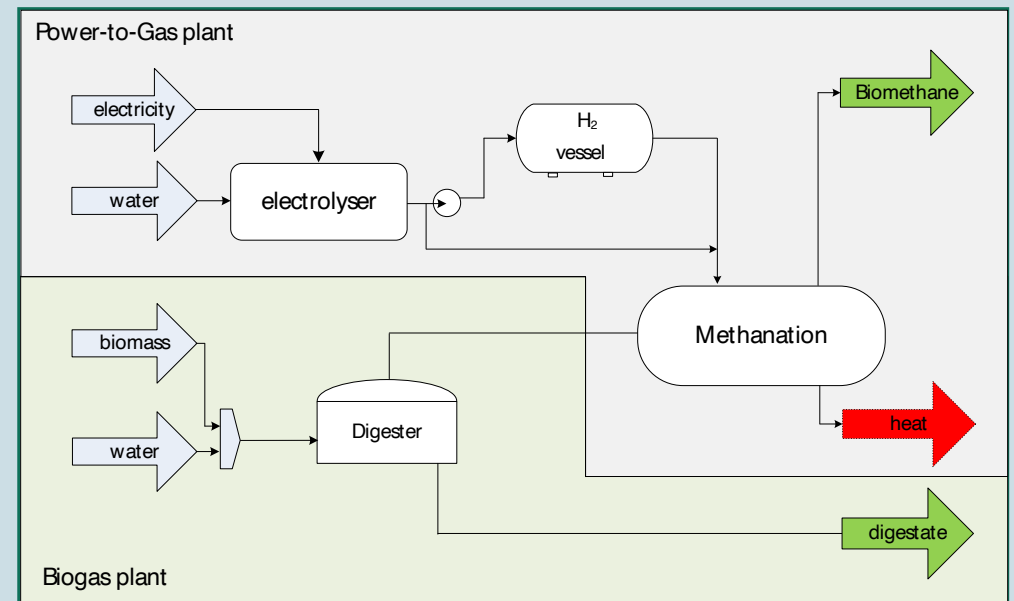 Power-to-Gas plant
electricity
Biomethane
H₂
vessel
water
electrolyser
Methanation
biomass
heat
Digester
water
digestate
Biogas plant